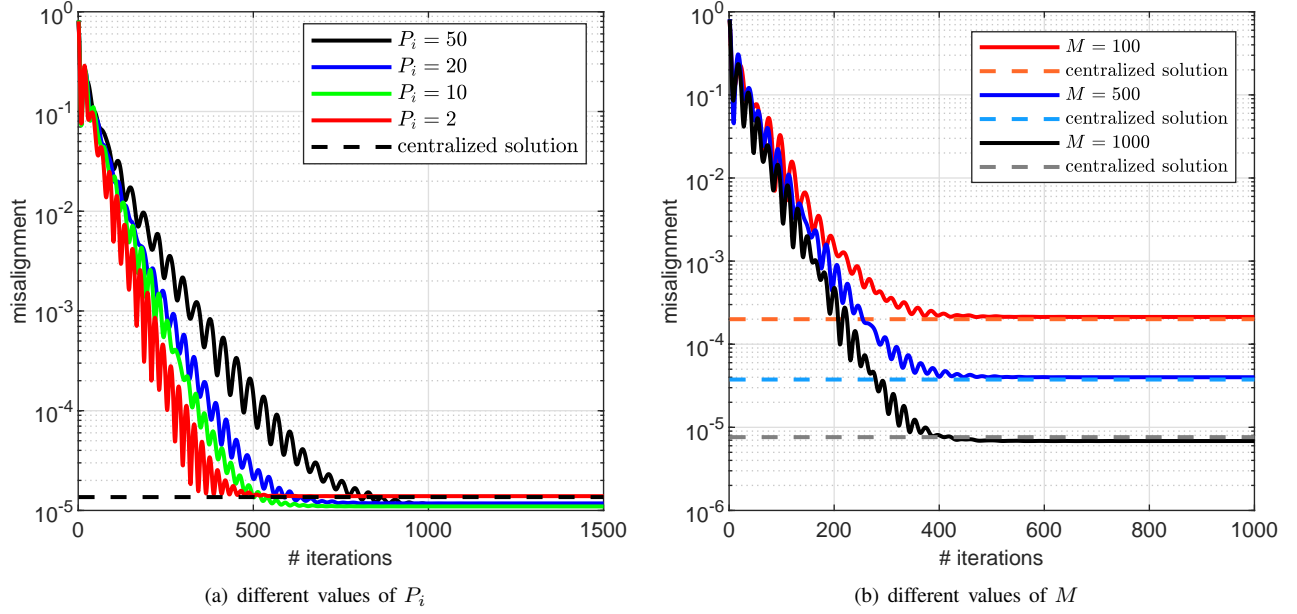 10^0
10^-1
10^-2
10^-3
10^-4
10^-5
misalignment
P_i = 50
P_i = 20
P_i = 10
P_i = 2
centralized solution
0 500 1000 1500
# iterations
(a) different values of P_i
10^0
10^-1
10^-2
10^-3
10^-4
10^-5
10^-6
misalignment
M = 100
centralized solution
M = 500
centralized solution
M = 1000
centralized solution
0 200 400 600 800 1000
# iterations
(b) different values of M